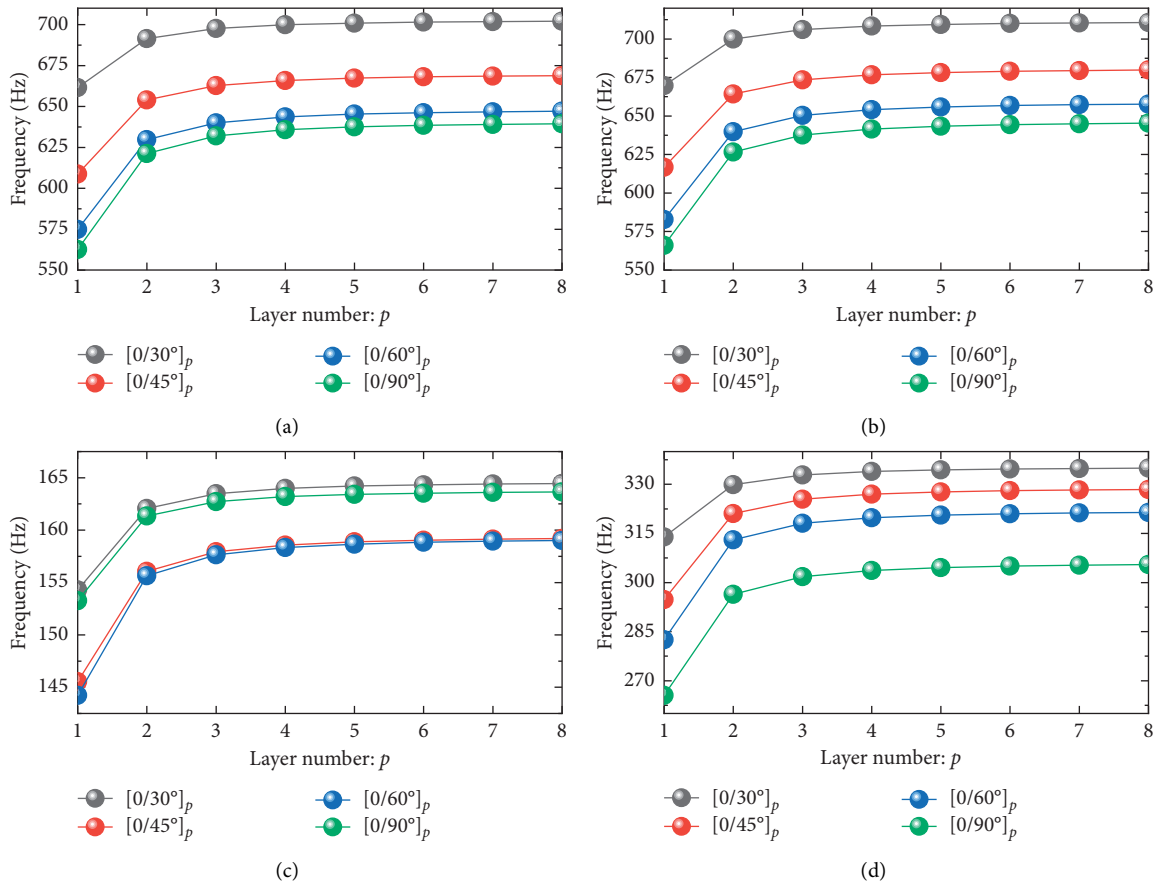 700
675
650
625
600
575
550
Frequency (Hz)
1 2 3 4 5 6 7 8
Layer number: p
[0/30°]p
[0/60°]p
[0/45°]p
[0/90°]p
(a)
700
675
650
625
600
575
550
Frequency (Hz)
1 2 3 4 5 6 7 8
Layer number: p
[0/30°]p
[0/60°]p
[0/45°]p
[0/90°]p
(b)
165
160
155
150
145
Frequency (Hz)
1 2 3 4 5 6 7 8
Layer number: p
[0/30°]p
[0/60°]p
[0/45°]p
[0/90°]p
(c)
330
315
300
285
270
Frequency (Hz)
1 2 3 4 5 6 7 8
Layer number: p
[0/30°]p
[0/60°]p
[0/45°]p
[0/90°]p
(d)